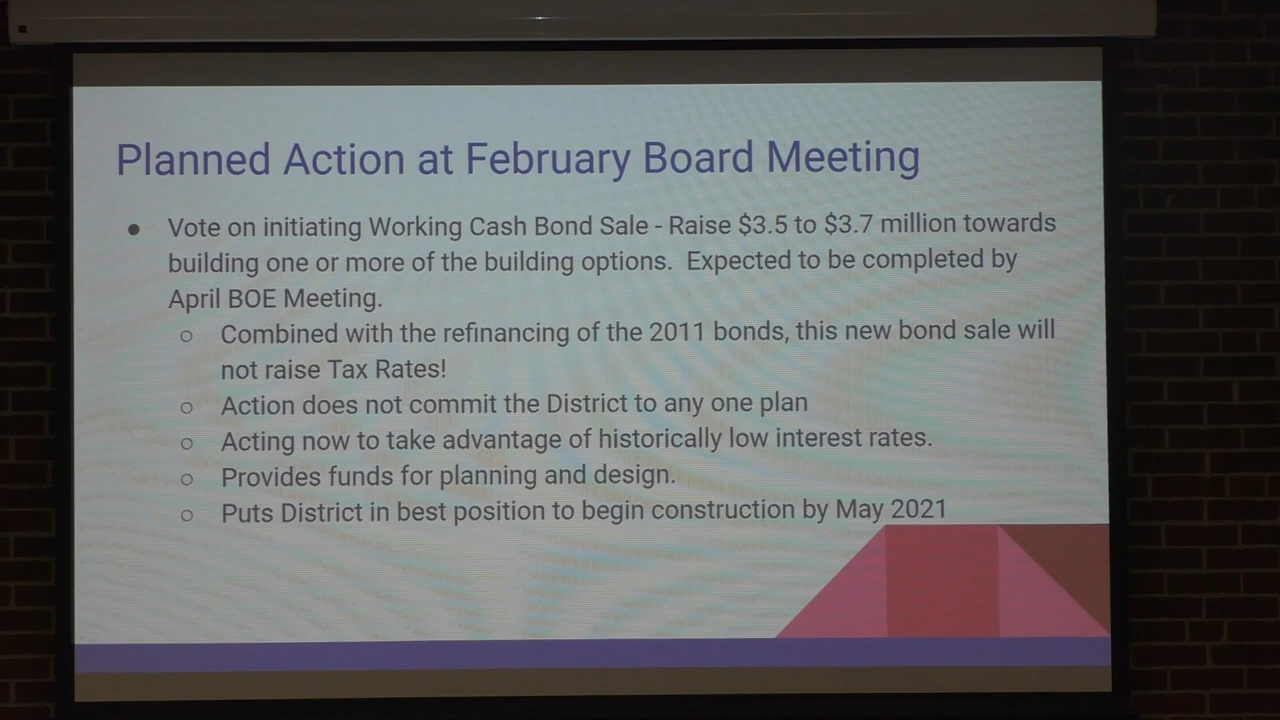 Planned Action at February Board Meeting
● Vote on initiating Working Cash Bond Sale - Raise $3.5 to $3.7 million towards
building one or more of the building options.  Expected to be completed by
April BOE Meeting.
○ Combined with the refinancing of the 2011 bonds, this new bond sale will
not raise Tax Rates!
○ Action does not commit the District to any one plan
○ Acting now to take advantage of historically low interest rates.
○ Provides funds for planning and design.
○ Puts District in best position to begin construction by May 2021